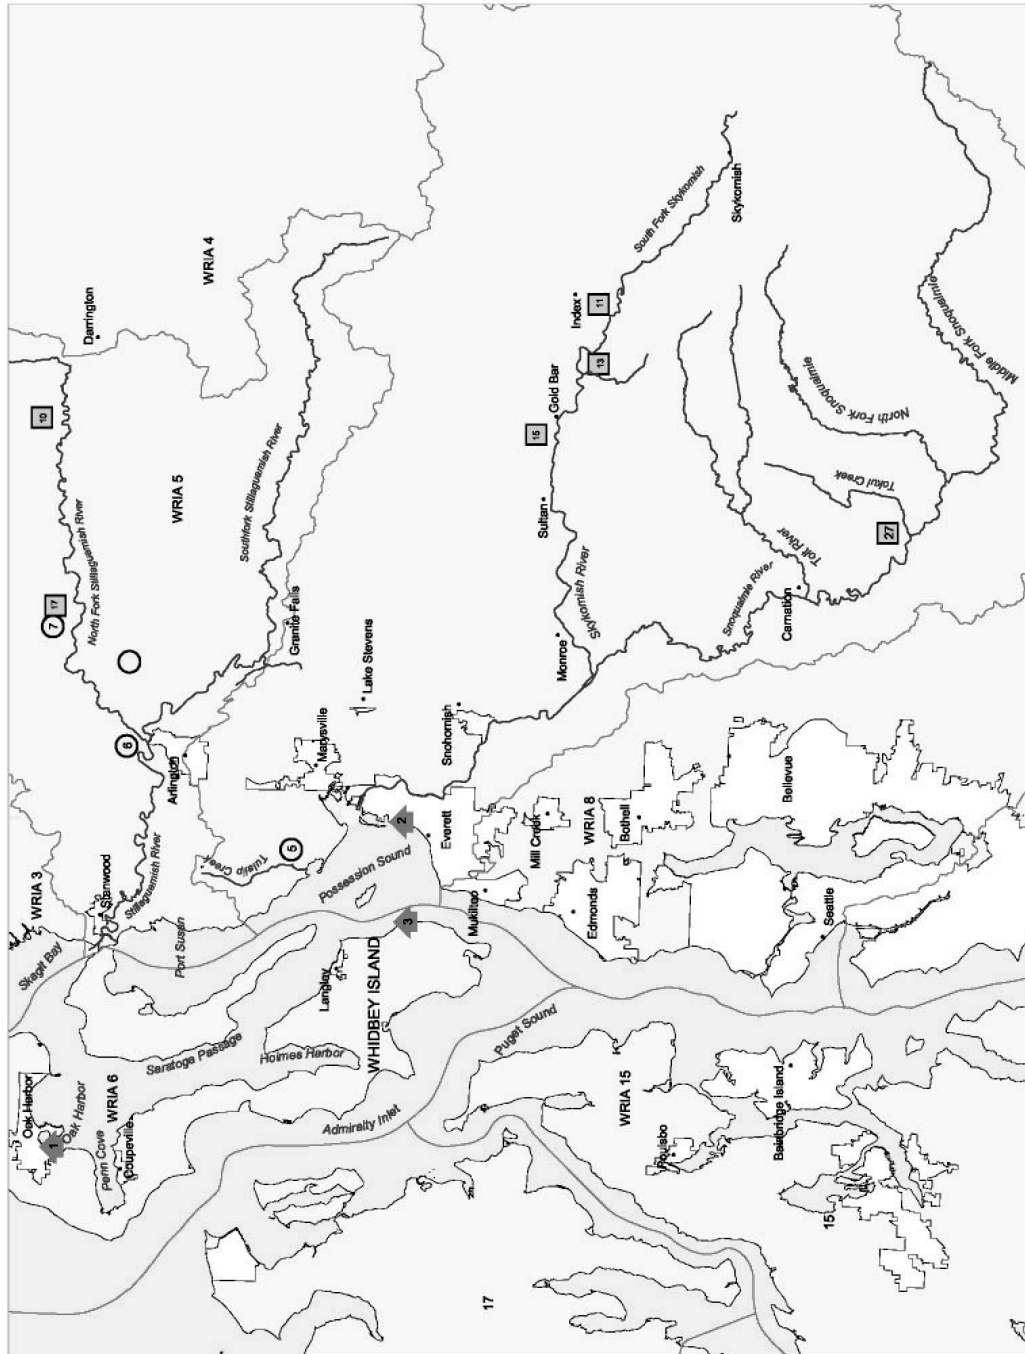 WRIA 3
Skagit Bay
Stanwood
Stillaguamish River
Port Susan
Oak Harbor
Oak Harbor
1
Penn Cove
Coupeville
WRIA 6
Saratoga Passage
Holmes Harbor
Langley
WHIDBEY ISLAND
Admiralty Inlet
Puget Sound
Possession Sound
3
2
Tulalip Creek
5
Arlington
6
7
17
North Fork Stillaguamish River
10
Darrington
WRIA 4
WRIA 5
Southfork Stillaguamish River
Granite Falls
Lake Stevens
Marysville
Snohomish
Everett
Mukilteo
Mill Creek
Edmonds
WRIA 8
Bothell
Bellevue
Seattle
Monroe
Skykomish River
Sultan
15
Gold Bar
13
Index
11
South Fork Skykomish
Skykomish
Snoqualmie River
Carnation
Tolt River
27
Tokul Creek
North Fork Snoqualmie
Middle Fork Snoqualmie
WRIA 15
Poulsbo
Bainbridge Island
15
17